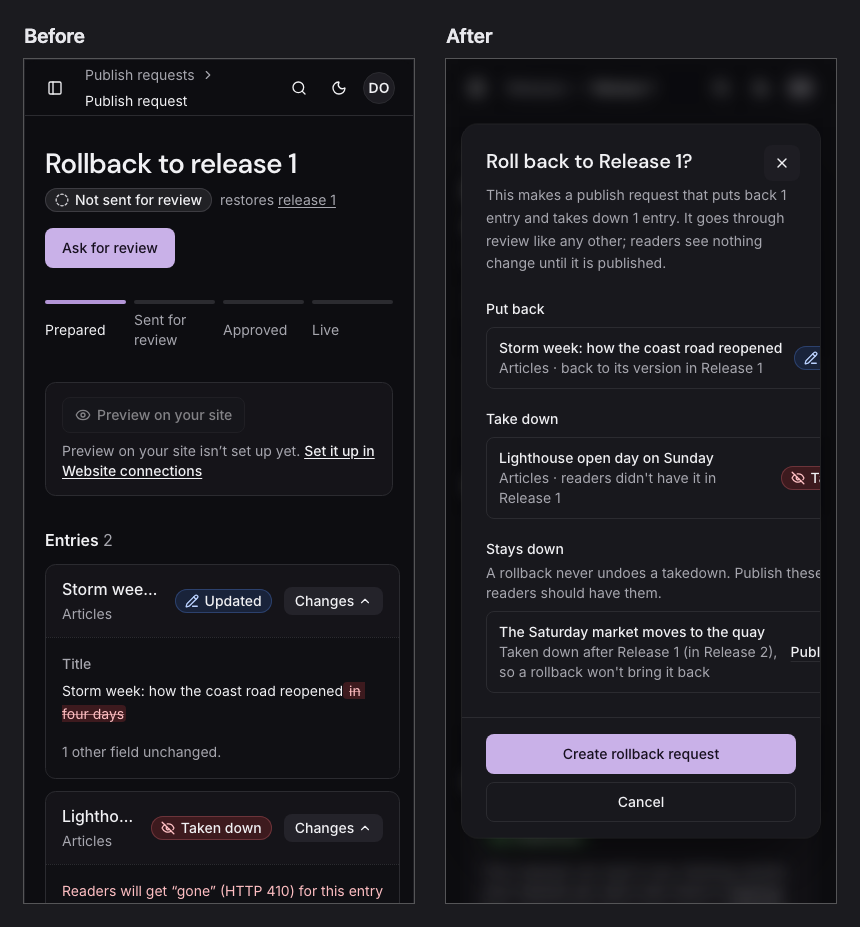 Before
Publish requests
Publish request
DO
Rollback to release 1
Not sent for review
restores release 1
Ask for review
Prepared
Sent for
review
Approved
Live
Preview on your site
Preview on your site isn’t set up yet. Set it up in
Website connections
Entries 2
Storm wee...
Articles
Updated
Changes
Title
Storm week: how the coast road reopened in
four days
1 other field unchanged.
Lightho...
Articles
Taken down
Changes
Readers will get “gone” (HTTP 410) for this entry
After
Roll back to Release 1?
This makes a publish request that puts back 1
entry and takes down 1 entry. It goes through
review like any other; readers see nothing
change until it is published.
Put back
Storm week: how the coast road reopened
Articles · back to its version in Release 1
Take down
Lighthouse open day on Sunday
Articles · readers didn't have it in
Release 1
Stays down
A rollback never undoes a takedown. Publish these
readers should have them.
The Saturday market moves to the quay
Taken down after Release 1 (in Release 2),
so a rollback won't bring it back
Publ
Create rollback request
Cancel